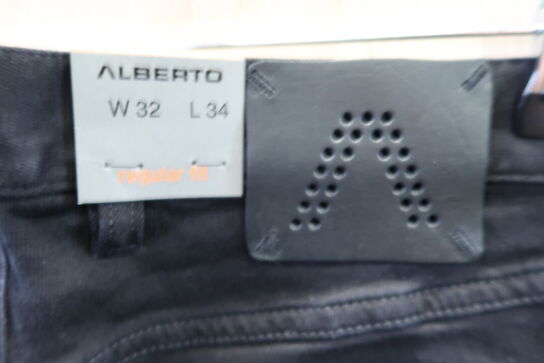 ALBERTO
W 32 L 34
regular fit